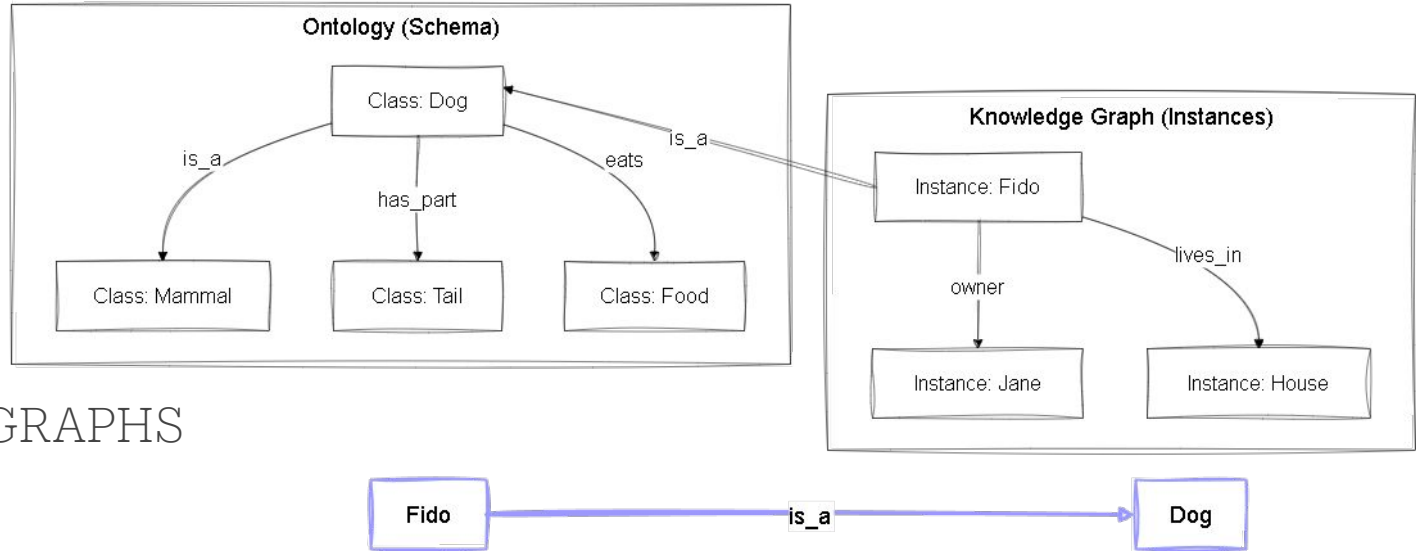 Ontology (Schema)
Class: Dog
is_a
has_part
eats
Class: Mammal
Class: Tail
Class: Food
is_a
Knowledge Graph (Instances)
Instance: Fido
owner
lives_in
Instance: Jane
Instance: House
GRAPHS
Fido
is_a
Dog